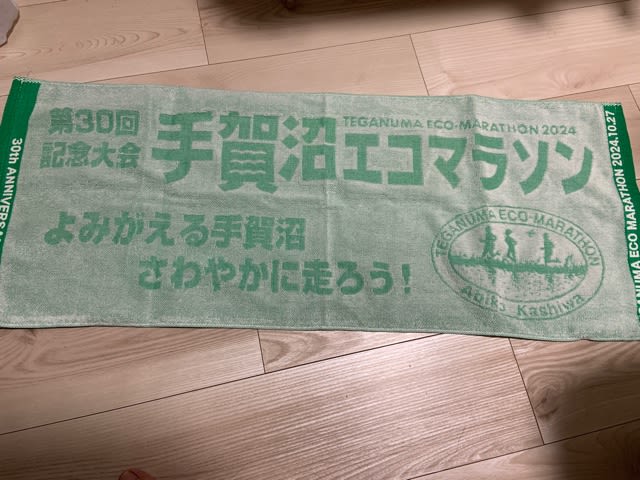 30th ANNIVERSA
第30回
記念大会
手賀沼エコマラソン
TEGANUMA ECO-MARATHON 2024
よみがえる手賀沼
さわやかに走ろう!
TEGANUMA ECO-MARATHON
Abiko Kashiwa
TEGANUMA ECO MARATHON 2024.10.27